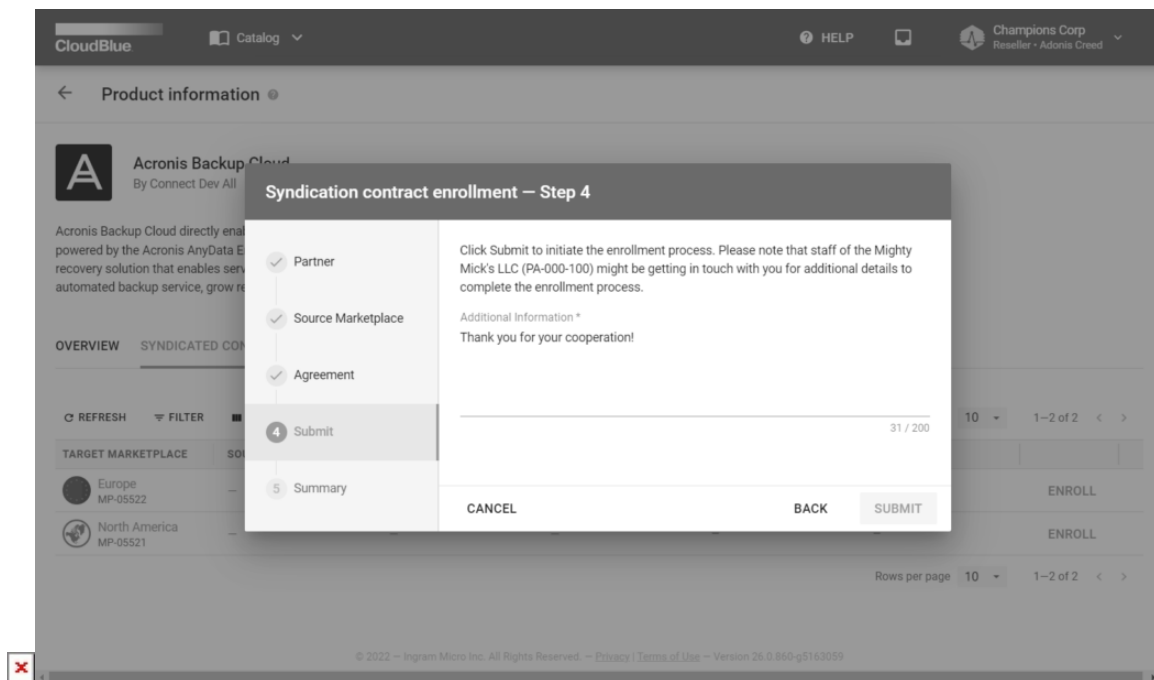 CloudBlue
Catalog
HELP
Champions Corp
Reseller • Adonis Creed
Product information
Acronis Backup Cloud
By Connect Dev All
Acronis Backup Cloud directly
powered by the Acronis AnyData
recovery solution that enables
automated backup service, grow
Syndication contract enrollment — Step 4
Partner
Source Marketplace
Agreement
4 Submit
5 Summary
Click Submit to initiate the enrollment process. Please note that staff of the Mighty
Mick's LLC (PA-000-100) might be getting in touch with you for additional details to
complete the enrollment process.
Additional Information *
Thank you for your cooperation!
31 / 200
CANCEL
BACK
SUBMIT
OVERVIEW
SYNDICATED
REFRESH
FILTER
10
1–2 of 2
TARGET MARKETPLACE
Europe
MP-05522
—
ENROLL
North America
MP-05521
— — — — —
ENROLL
Rows per page 10 1–2 of 2
© 2022 — Ingram Micro Inc. All Rights Reserved. — Privacy | Terms of Use — Version 26.0.860-g5163059